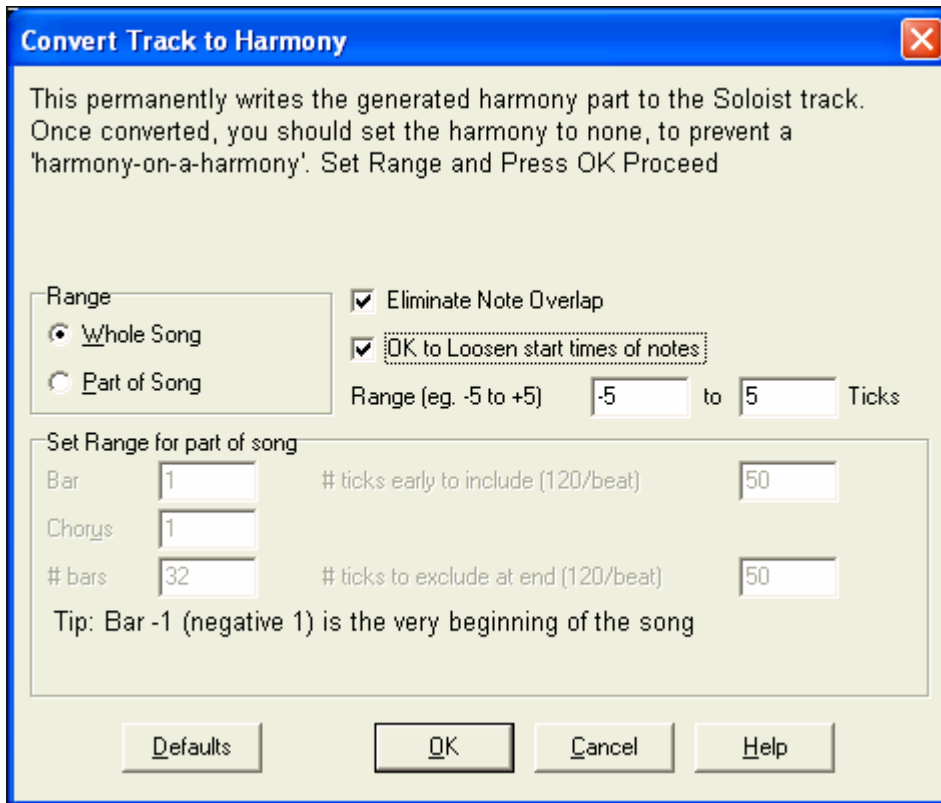 Convert Track to Harmony
This permanently writes the generated harmony part to the Soloist track.
Once converted, you should set the harmony to none, to prevent a
'harmony-on-a-harmony'. Set Range and Press OK Proceed
Range
Whole Song
Part of Song
Eliminate Note Overlap
OK to Loosen start times of notes
Range (eg. -5 to +5) -5 to 5 Ticks
Set Range for part of song
Bar 1 # ticks early to include (120/beat) 50
Chorus 1
# bars 32 # ticks to exclude at end (120/beat) 50
Tip: Bar -1 (negative 1) is the very beginning of the song
Defaults OK Cancel Help